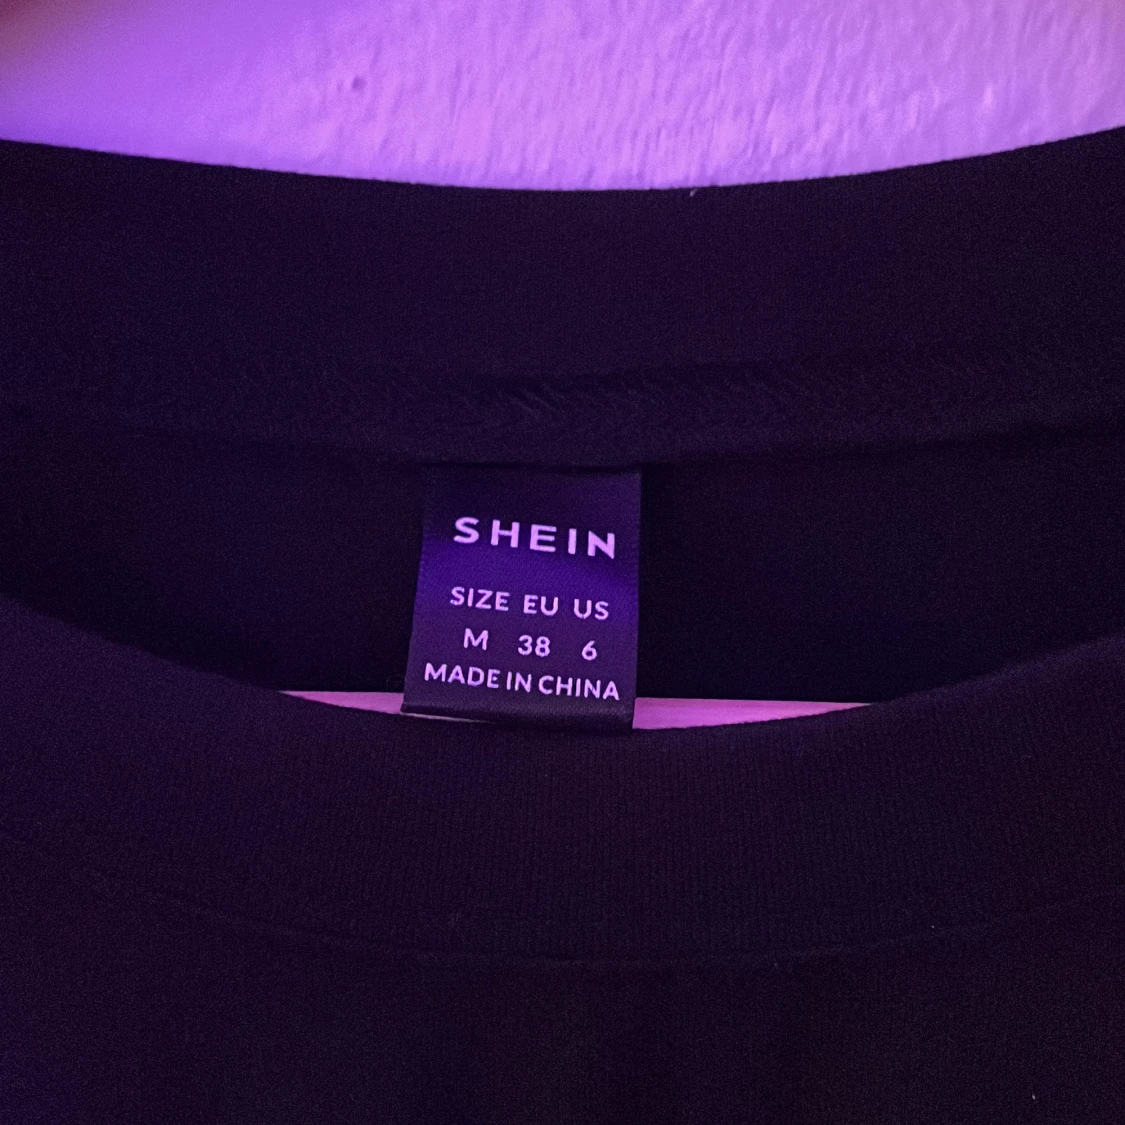 SHEIN
SIZE EU US
M 38 6
MADE IN CHINA